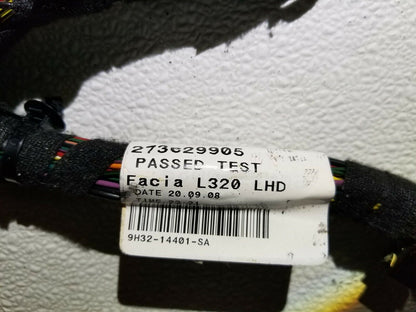 273629905
PASSED TEST
Facia L320 LHD
DATE 20.09.08
9H32-14401-SA